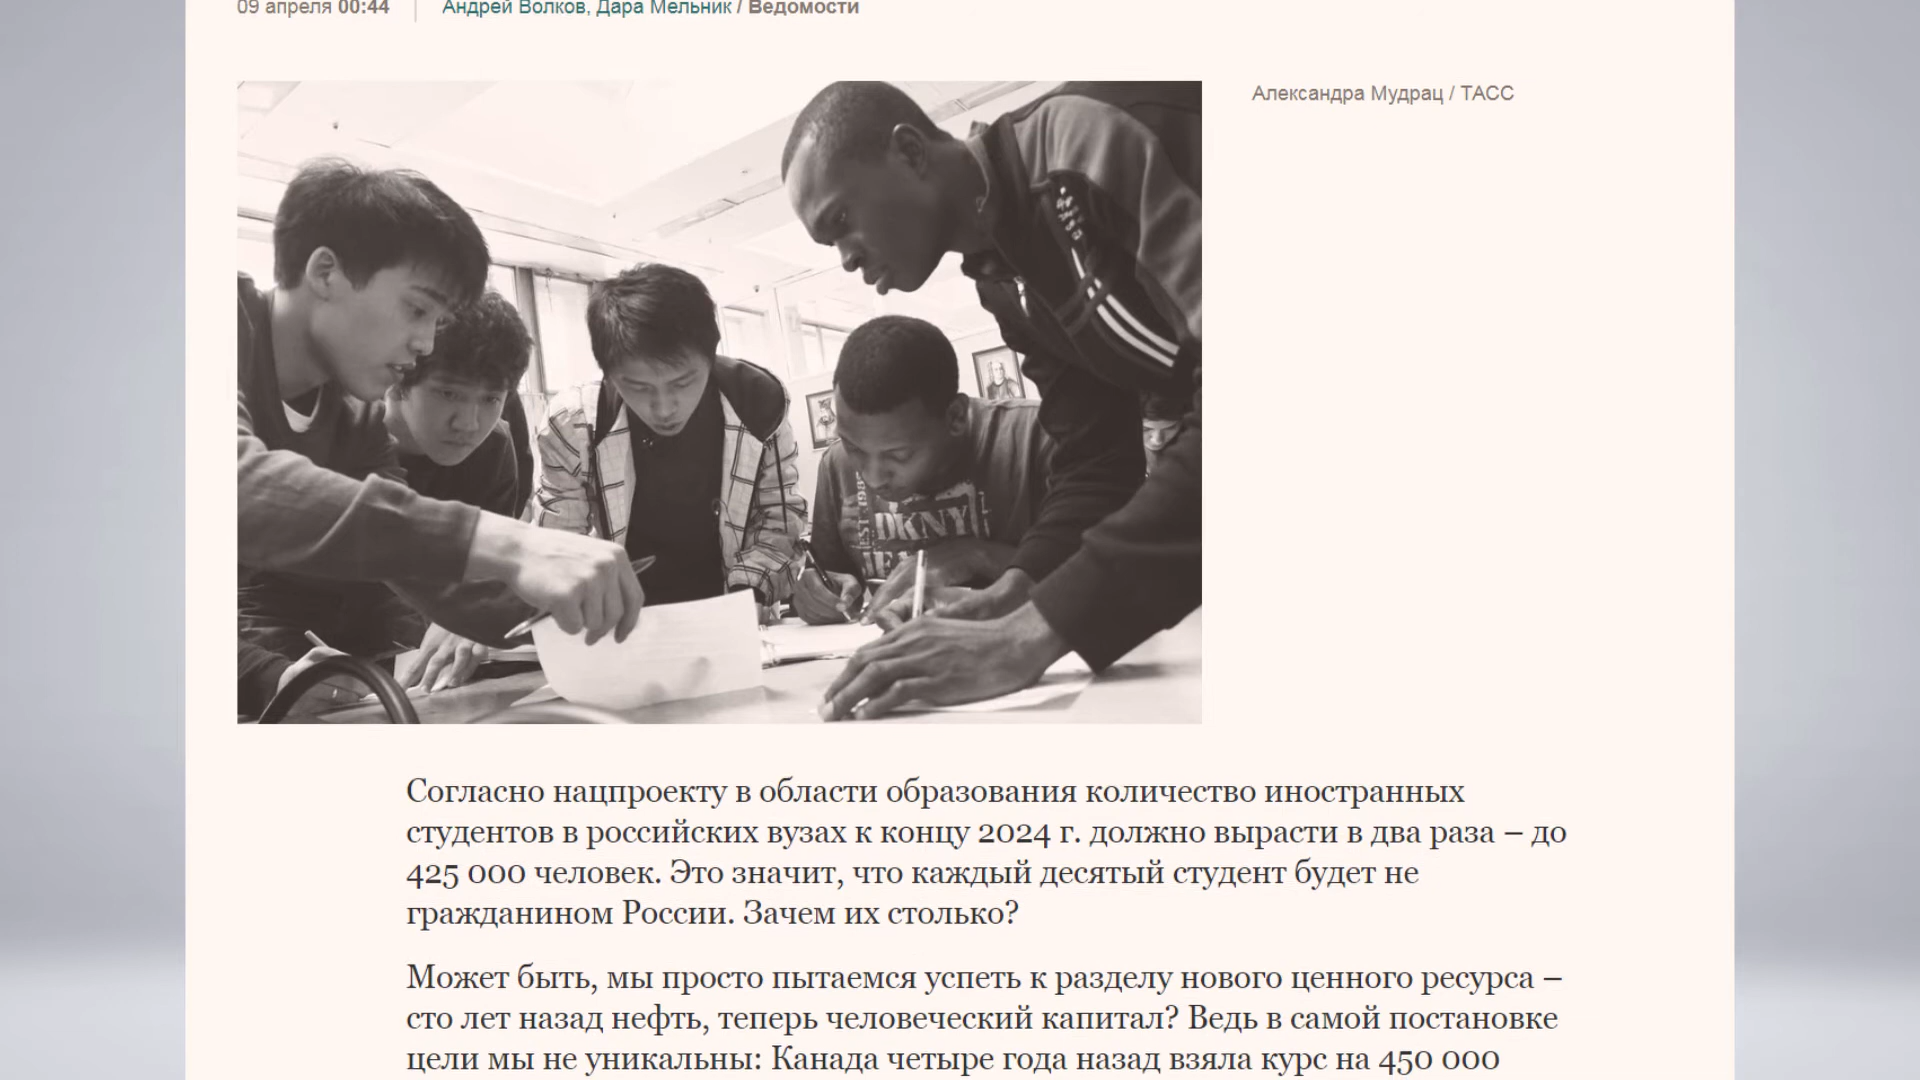 09 апреля 00:44
Андрей Волков, Дара Мельник / Ведомости
Александра Мудрац / ТАСС
DKNY
Согласно нацпроекту в области образования количество иностранных
студентов в российских вузах к концу 2024 г. должно вырасти в два раза – до
425 000 человек. Это значит, что каждый десятый студент будет не
гражданином России. Зачем их столько?
Может быть, мы просто пытаемся успеть к разделу нового ценного ресурса –
сто лет назад нефть, теперь человеческий капитал? Ведь в самой постановке
цели мы не уникальны: Канада четыре года назад взяла курс на 450 000